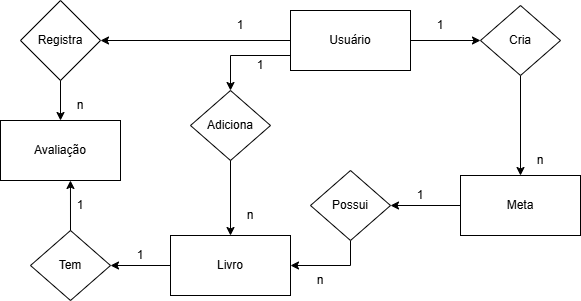 1
1
Registra
Usuário
Cria
1
n
Adiciona
Avaliação
n
1
Possui
1
Meta
n
1
Tem
Livro
n